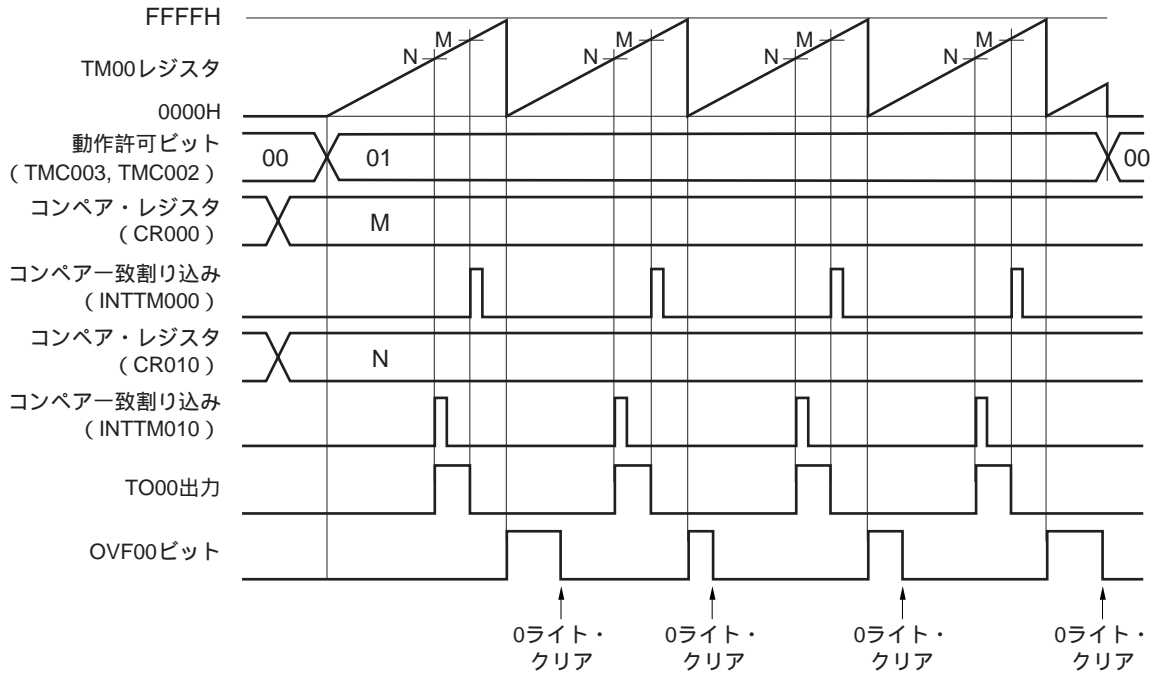 FFFFH
M M M M
N N N N
TM00レジスタ
0000H
動作許可ビット
（TMC003, TMC002）
00 01 00
コンペア・レジスタ
（CR000）
M
コンペア一致割り込み
（INTTM000）
コンペア・レジスタ
（CR010）
N
コンペア一致割り込み
（INTTM010）
TO00出力
OVF00ビット
0ライト・
クリア
0ライト・
クリア
0ライト・
クリア
0ライト・
クリア